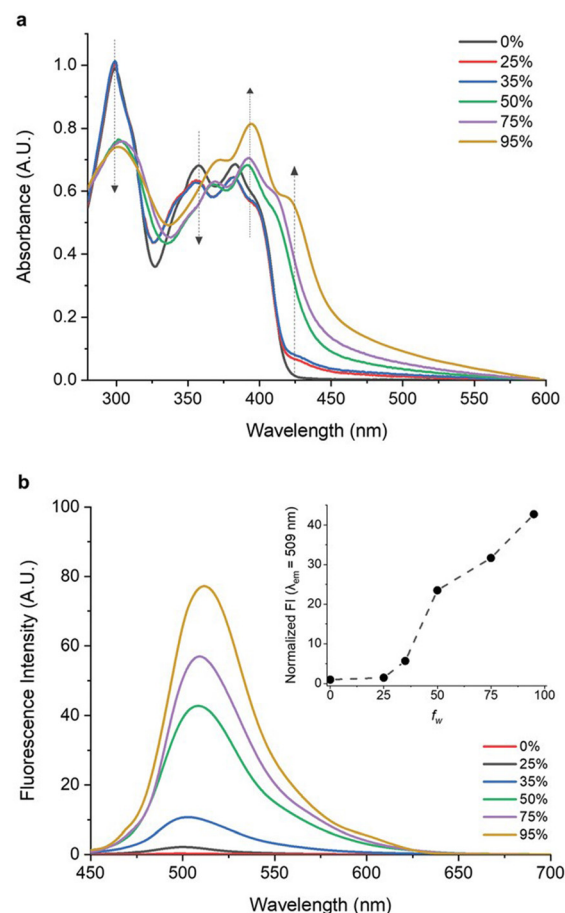 a
1.0
0.8
0.6
0.4
0.2
0.0
Absorbance (A.U.)
300 350 400 450 500 550 600
Wavelength (nm)
0%
25%
35%
50%
75%
95%
b
100
80
60
40
20
0
Fluorescence Intensity (A.U.)
450 500 550 600 650 700
Wavelength (nm)
40
30
20
10
0
Normalized FI (λem = 509 nm)
0 25 50 75 100
fw
0%
25%
35%
50%
75%
95%